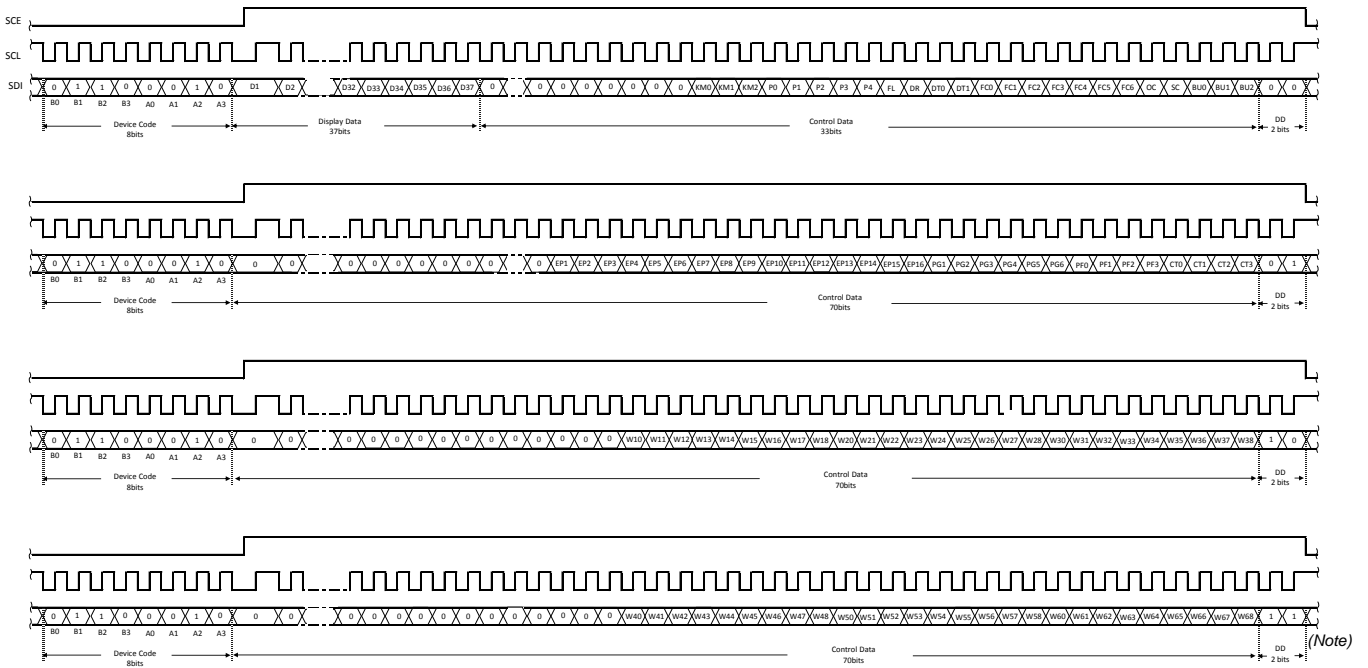 SCE
SCL
SDI 0 1 1 0 0 0 1 0 D1 D2 D32 D33 D34 D35 D36 D37 0 0 0 0 0 0 0 0 KM0 KM1 KM2 P0 P1 P2 P3 P4 FL DR DT0 DT1 FC0 FC1 FC2 FC3 FC4 FC5 FC6 OC SC BU0 BU1 BU2 0 0
B0 B1 B2 B3 A0 A1 A2 A3
Device Code Display Data Control Data DD
8bits 37bits 33bits 2 bits
0 1 1 0 0 0 1 0 0 0 0 0 0 0 0 0 0 0 0 EP1 EP2 EP3 EP4 EP5 EP6 EP7 EP8 EP9 EP10 EP11 EP12 EP13 EP14 EP15 EP16 PG1 PG2 PG3 PG4 PG5 PG6 PF0 PF1 PF2 PF3 CT0 CT1 CT2 CT3 0 1
B0 B1 B2 B3 A0 A1 A2 A3
Device Code Control Data DD
8bits 70bits 2 bits
0 1 1 0 0 0 1 0 0 0 0 0 0 0 0 0 0 0 0 0 0 0 W10 W11 W12 W13 W14 W15 W16 W17 W18 W20 W21 W22 W23 W24 W25 W26 W27 W28 W30 W31 W32 W33 W34 W35 W36 W37 W38 1 0
B0 B1 B2 B3 A0 A1 A2 A3
Device Code Control Data DD
8bits 70bits 2 bits
0 1 1 0 0 0 1 0 0 0 0 0 0 0 0 0 0 0 0 0 0 0 W40 W41 W42 W43 W44 W45 W46 W47 W48 W50 W51 W52 W53 W54 W55 W56 W57 W58 W60 W61 W62 W63 W64 W65 W66 W67 W68 1 1
(Note)
B0 B1 B2 B3 A0 A1 A2 A3
Device Code Control Data DD
8bits 70bits 2 bits